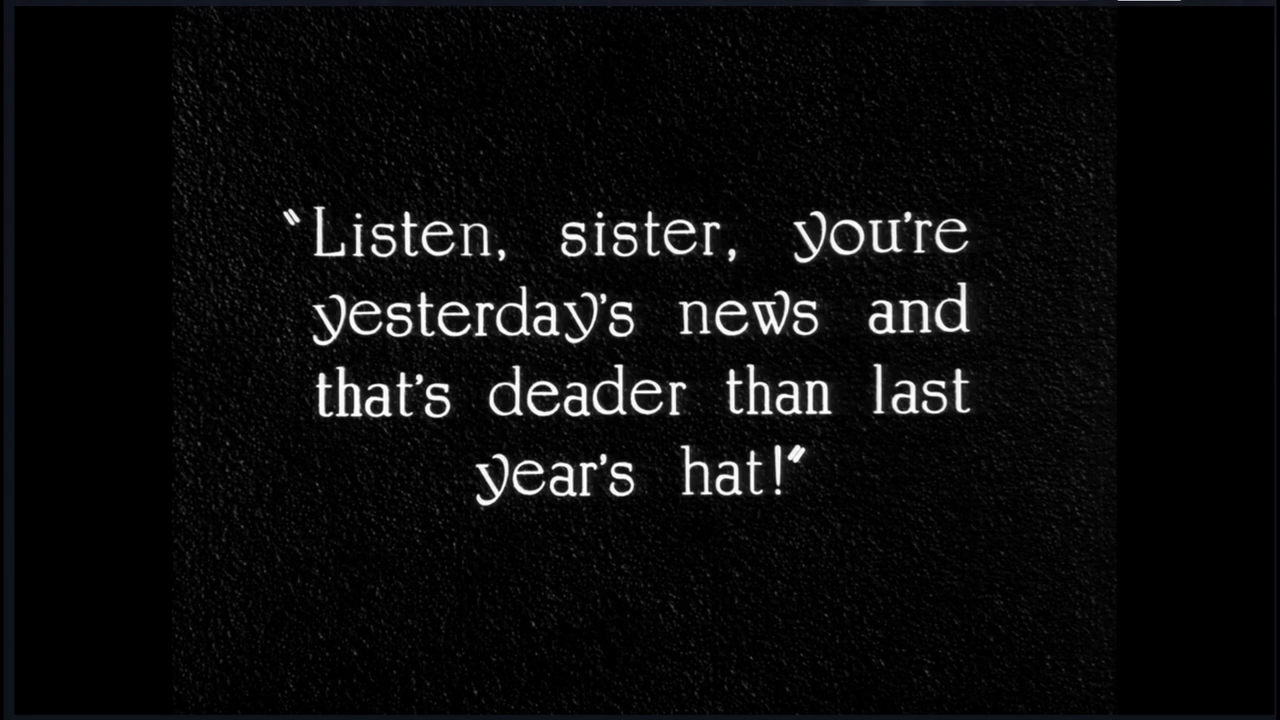 "Listen, sister, you're
yesterday's news and
that's deader than last
year's hat!"